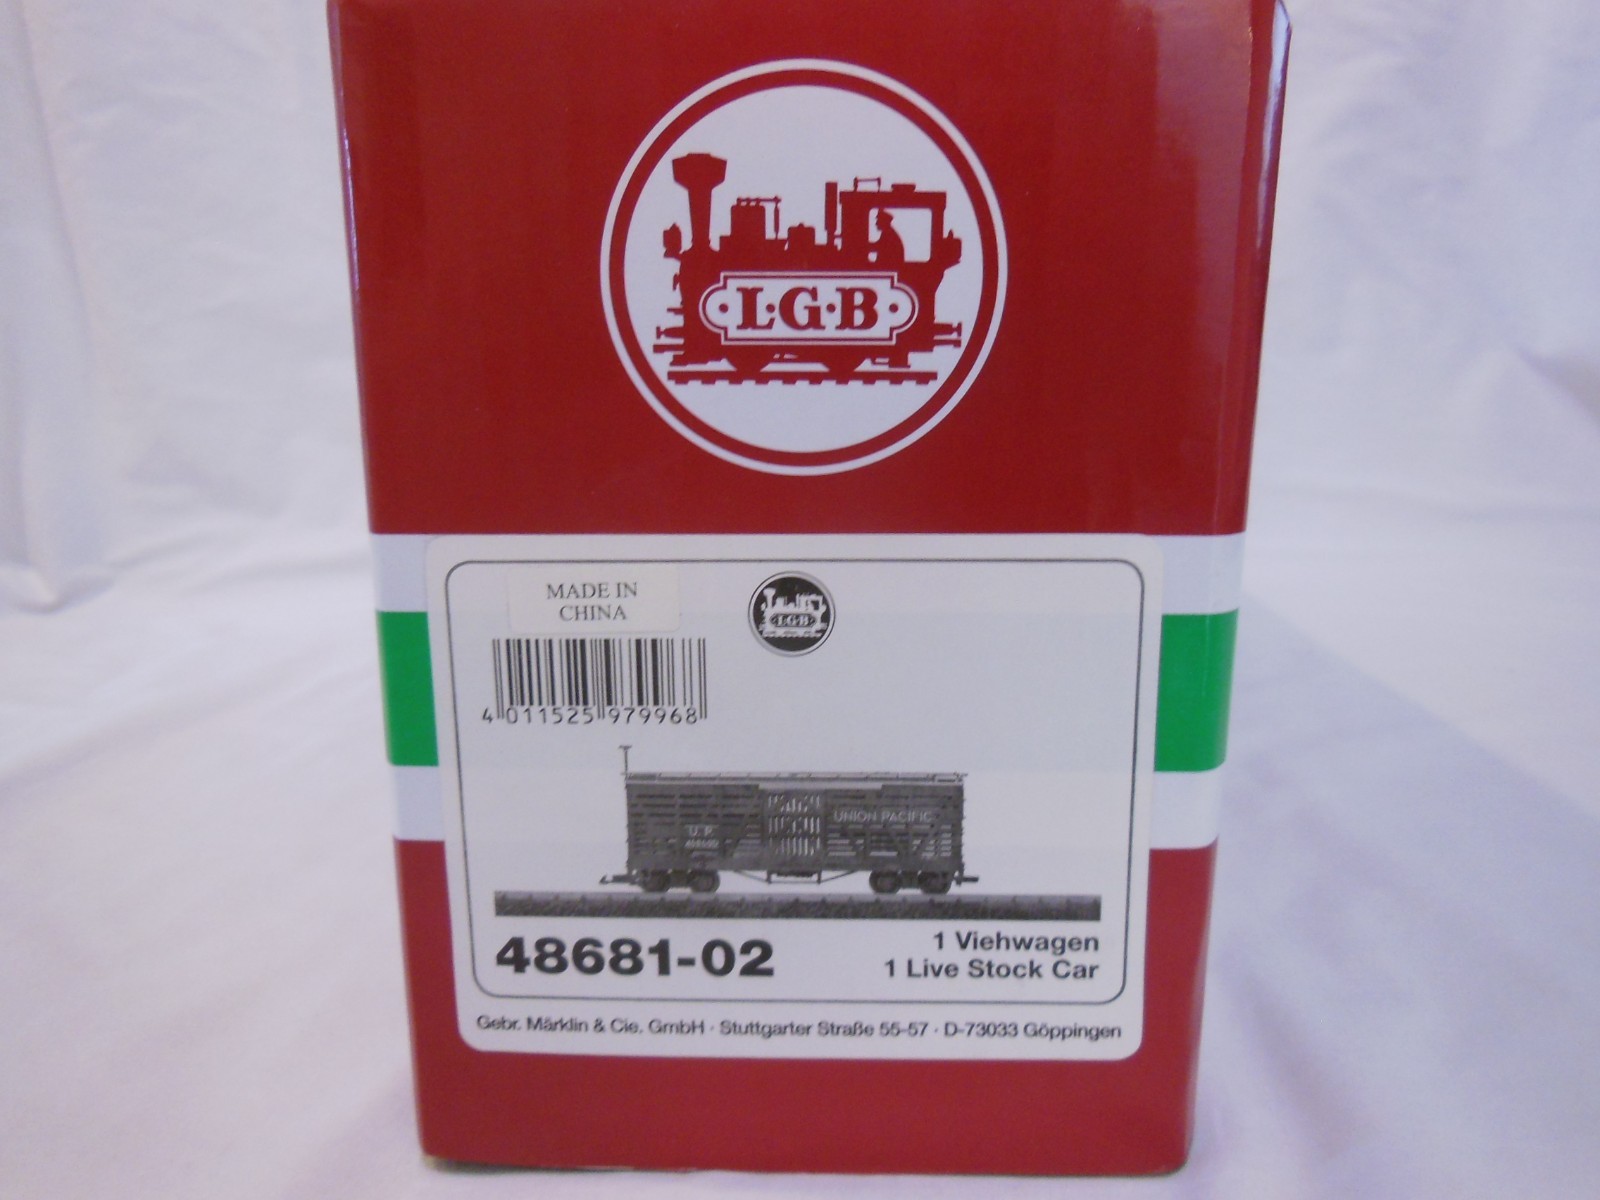 L·G·B
MADE IN
CHINA
LGB
4 011525 979968
UNION PACIFIC
U. P.
48681-02
1 Viehwagen
1 Live Stock Car
Gebr. Märklin & Cie. GmbH · Stuttgarter Straße 55-57 · D-73033 Göppingen